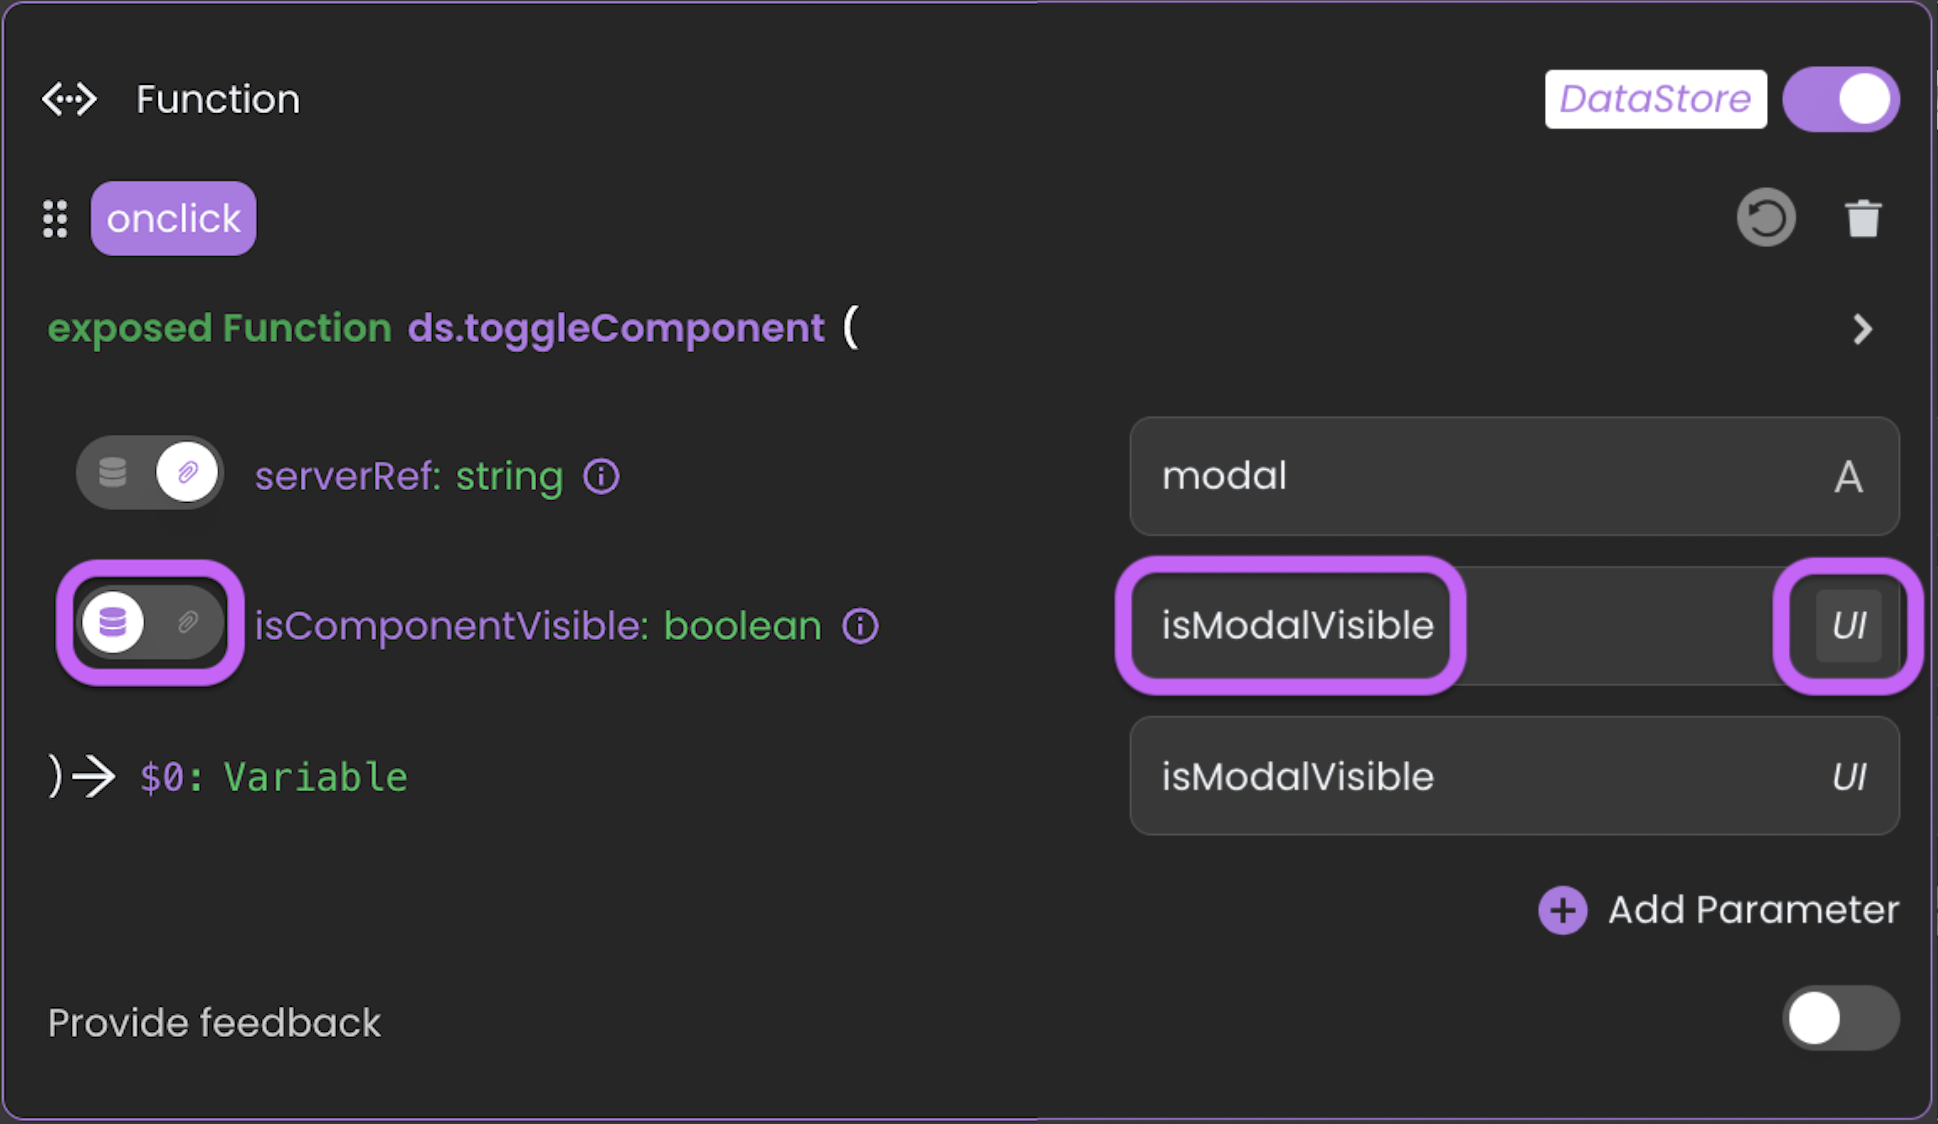 Function DataStore
onclick
exposed Function ds.toggleComponent (
serverRef: string modal A
isComponentVisible: boolean isModalVisible UI
)→ $0: Variable isModalVisible UI
Add Parameter
Provide feedback